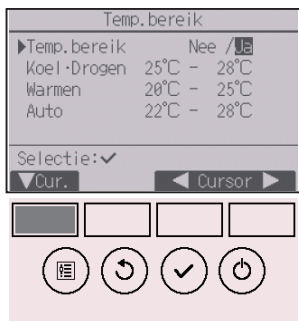 Temp.bereik
▶Temp.bereik Nee /Ja
Koel·Drogen 25°C - 28°C
Warmen 20°C - 25°C
Auto 22°C - 28°C
Selectie:✓
▼Cur. ◀ Cursor ▶